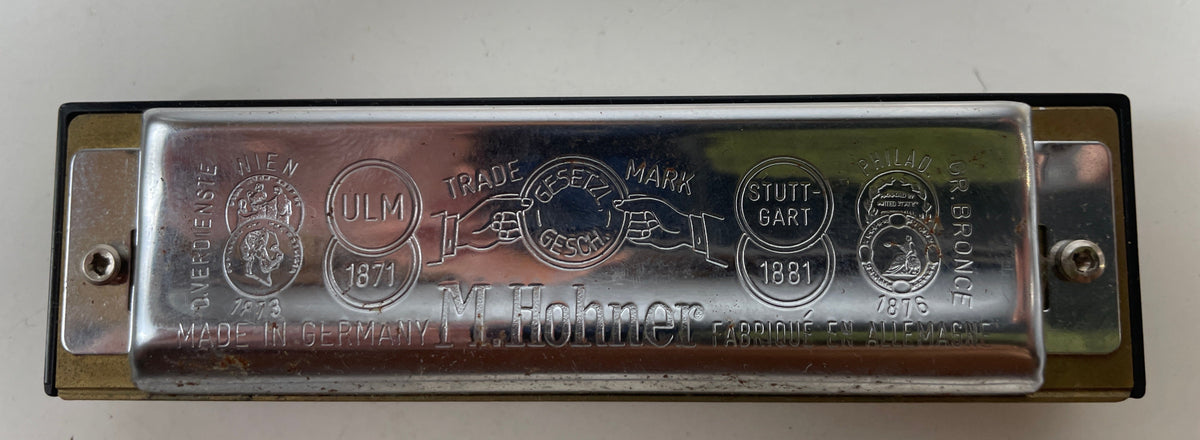 D.VERDIENSTE
WIEN
1873
ULM
1871
TRADE MARK
GESETZL.
GESCH.
STUTT-
GART
1881
PHILAD.
1876
GR.BRONCE
MADE IN GERMANY M.Hohner FABRIQUÉ EN ALLEMAGNE